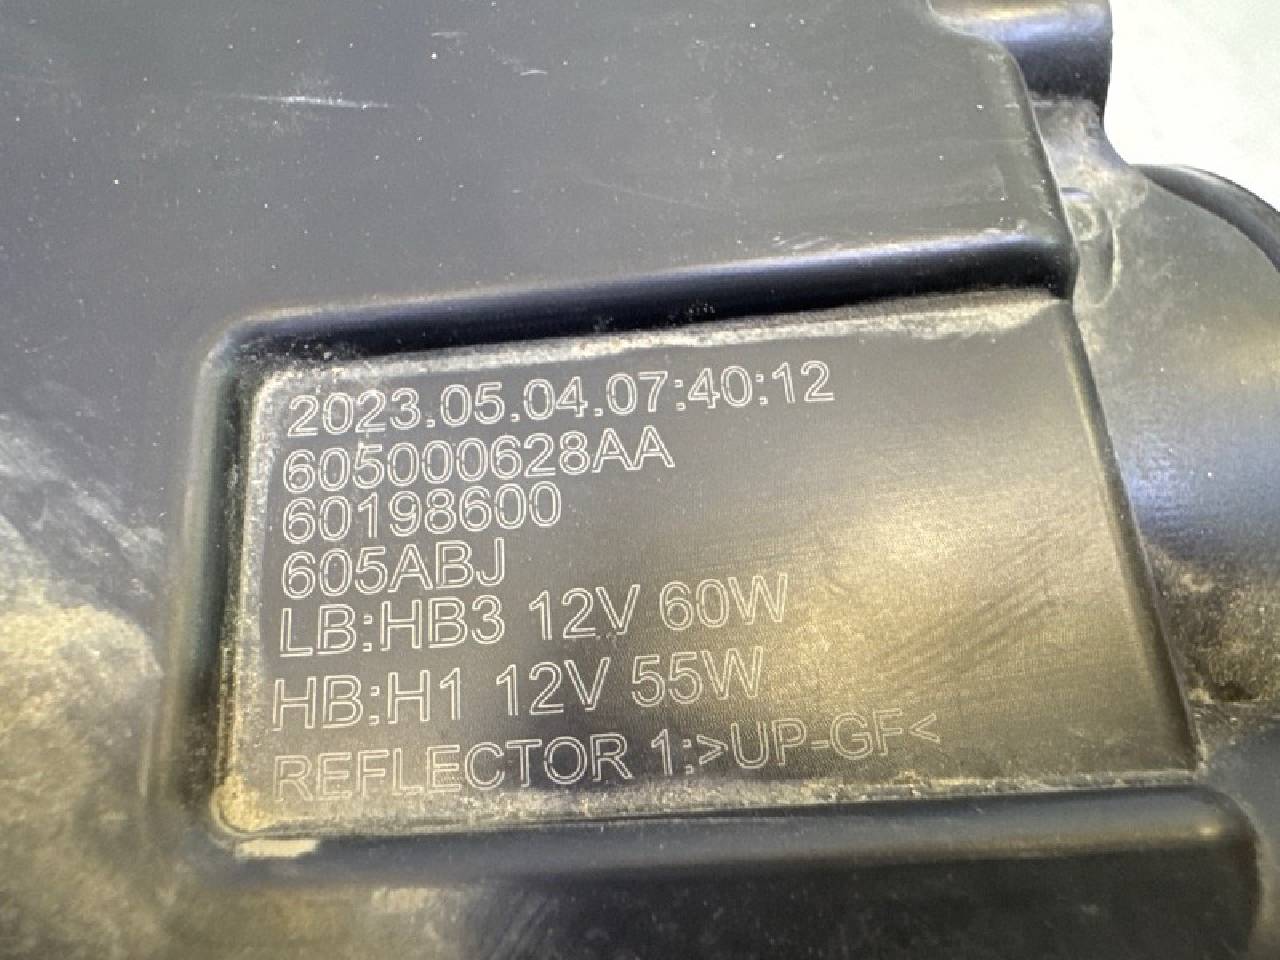 2023.05.04.07:40:12
605000628AA
60198600
605ABJ
LB:HB3 12V 60W
HB:H1 12V 55W
REFLECTOR 1:>UP-GF<